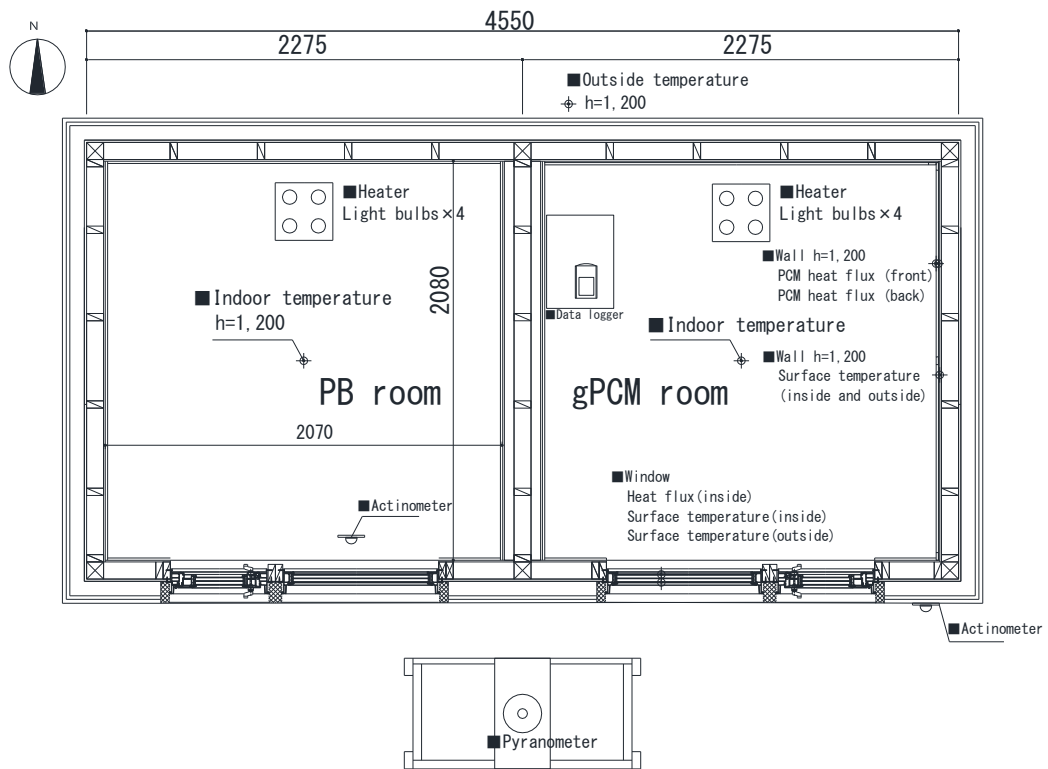 4550
N
2275
2275
■Outside temperature
h=1,200
■Heater
Light bulbs×4
■Heater
Light bulbs×4
■Wall h=1,200
PCM heat flux (front)
PCM heat flux (back)
2080
■Indoor temperature
h=1,200
■Data logger
■Indoor temperature
■Wall h=1,200
Surface temperature
(inside and outside)
PB room
gPCM room
2070
■Window
Heat flux(inside)
Surface temperature(inside)
Surface temperature(outside)
■Actinometer
■Actinometer
■Pyranometer